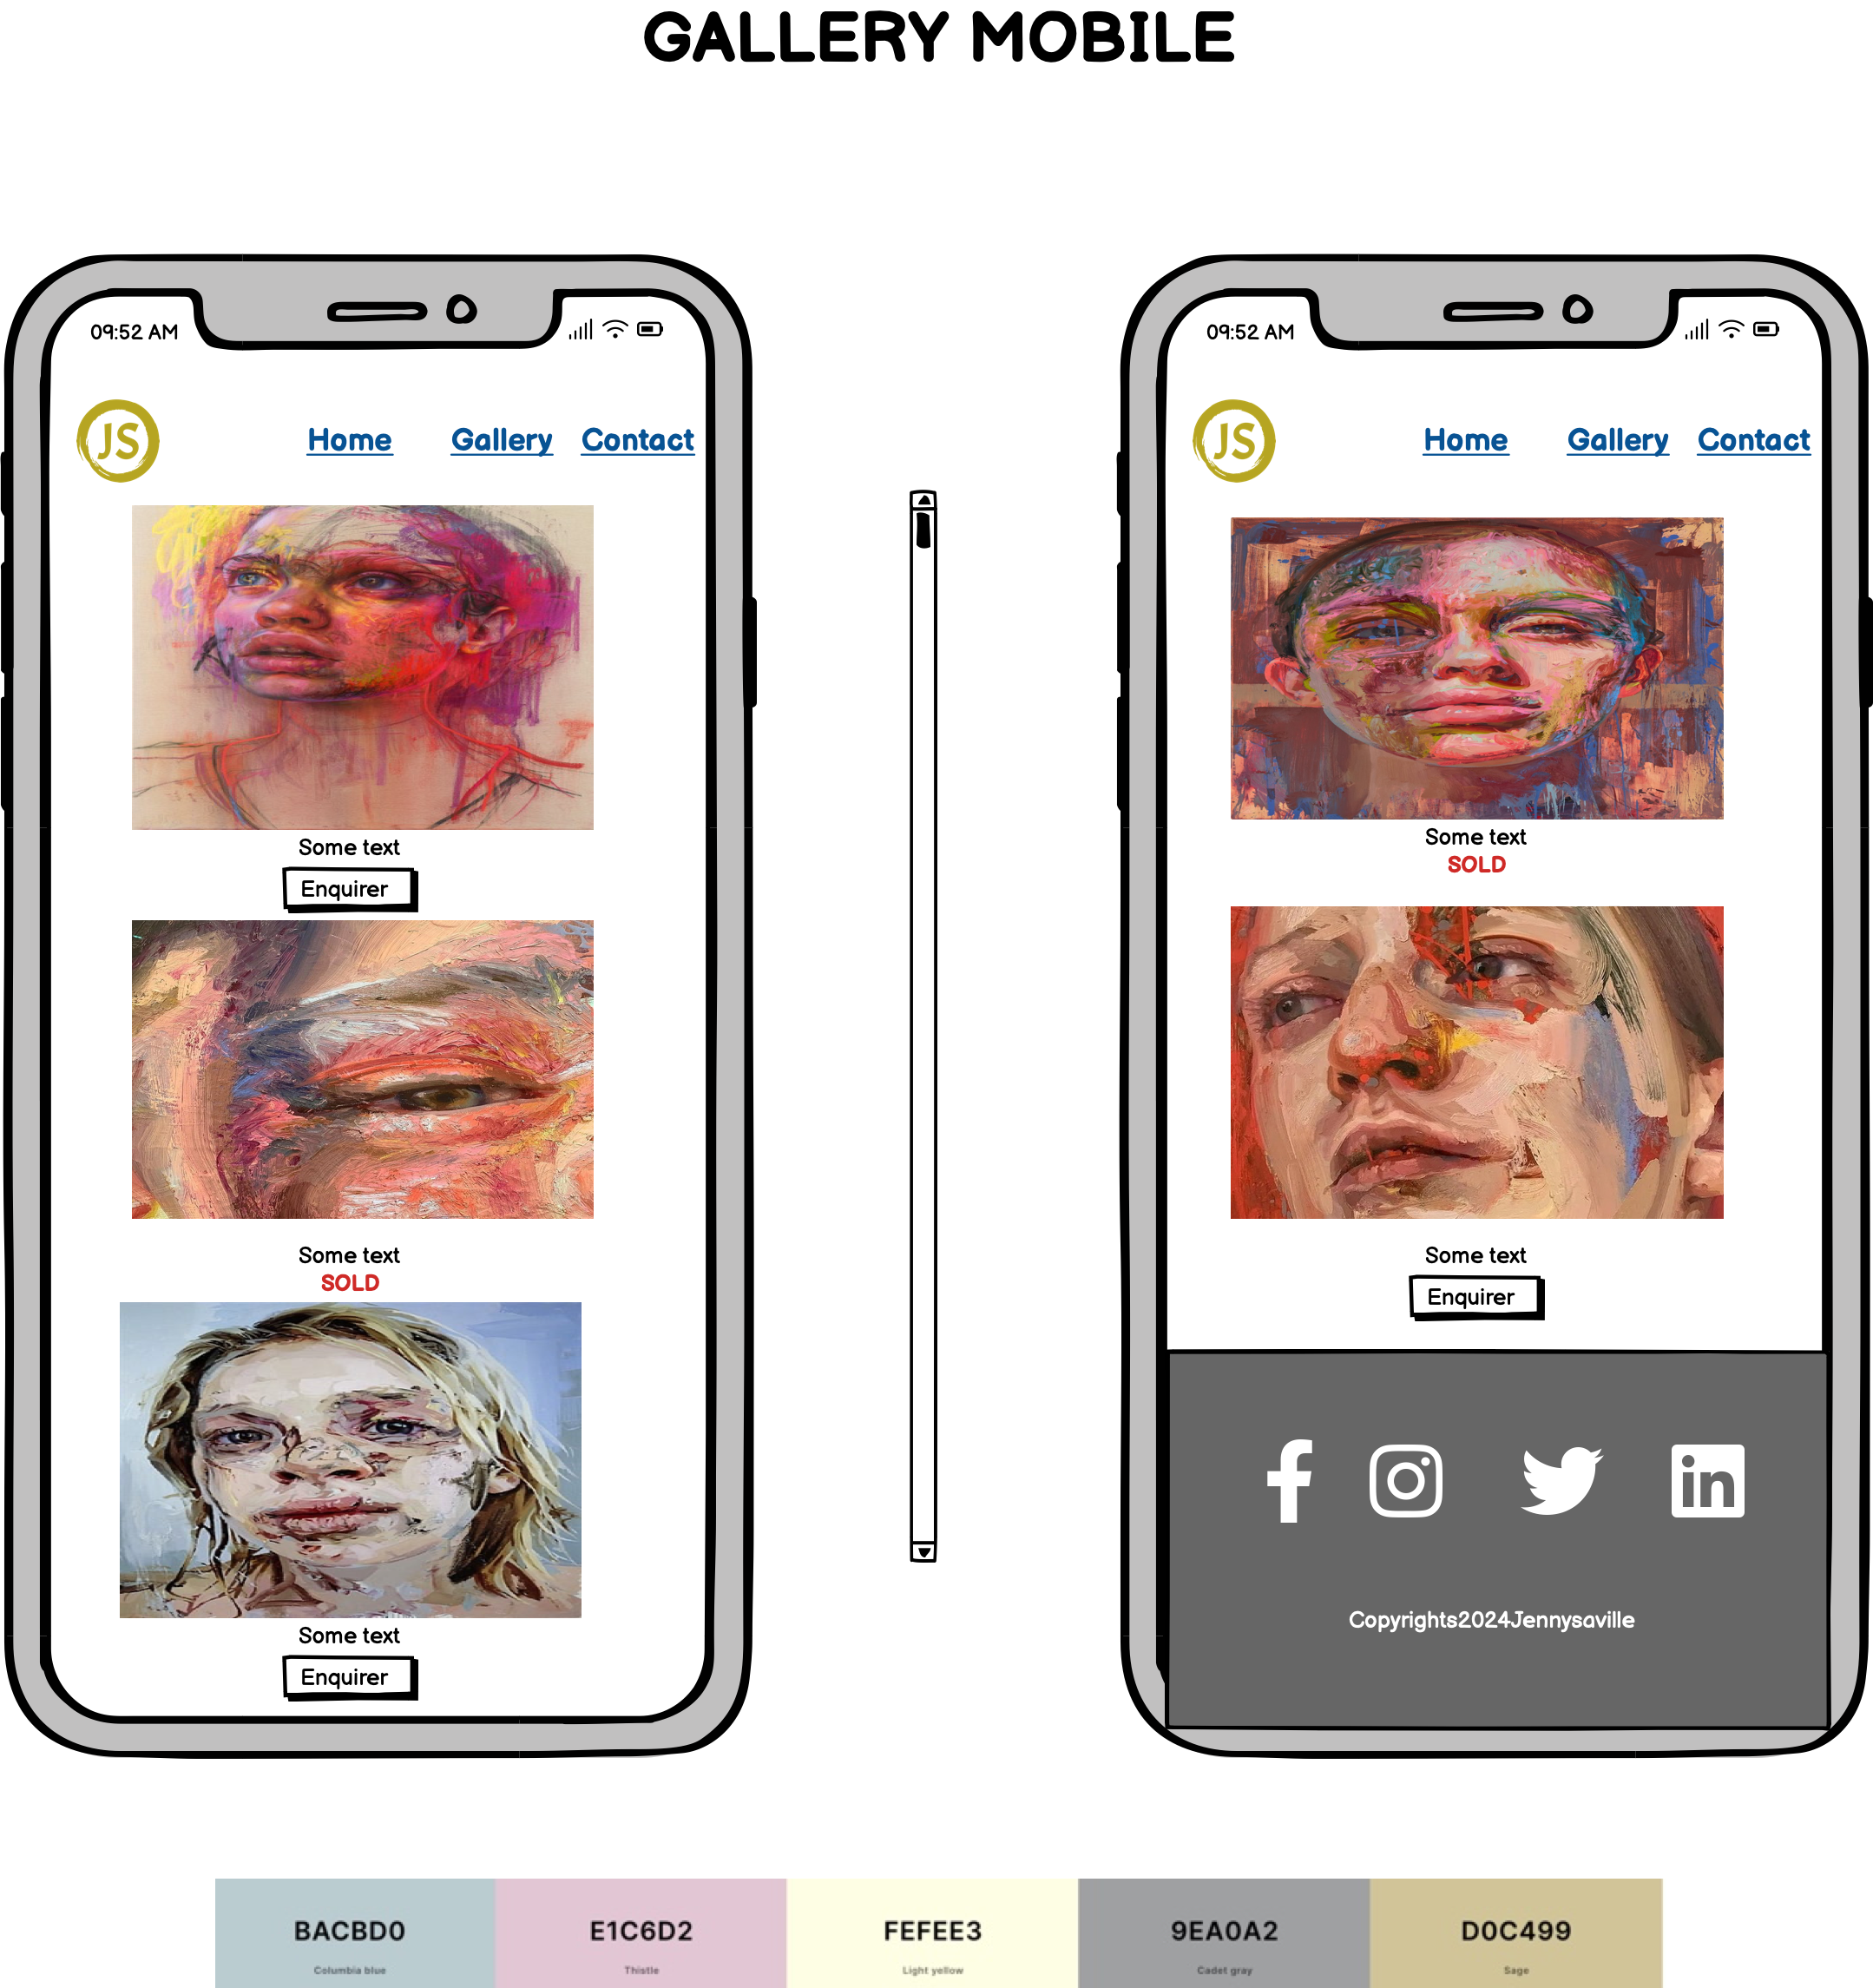 GALLERY MOBILE
09:52 AM
JS
Home Gallery Contact
Some text
Enquirer
Some text
SOLD
Some text
Enquirer
09:52 AM
JS
Home Gallery Contact
Some text
SOLD
Some text
Enquirer
f
in
Copyrights2024Jennysaville
BACBD0 E1C6D2 FEFEE3 9EA0A2 D0C499
Columbia blue Thistle Light yellow Cadet gray Sage